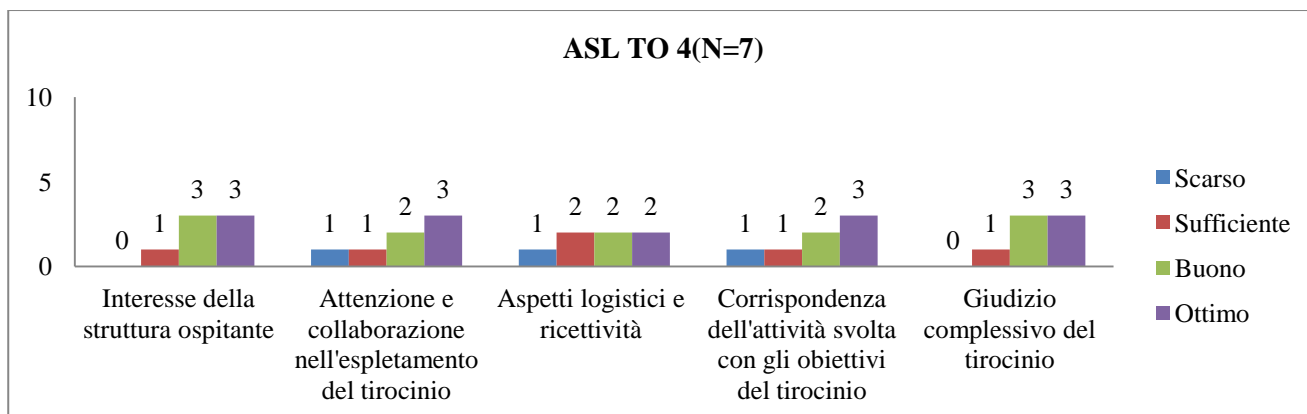 ASL TO 4(N=7)
10
5
0
0 1 3 3
1 1 2 3
1 2 2 2
1 1 2 3
0 1 3 3
Interesse della
struttura ospitante
Attenzione e
collaborazione
nell'espletamento
del tirocinio
Aspetti logistici e
ricettività
Corrispondenza
dell'attività svolta
con gli obiettivi
del tirocinio
Giudizio
complessivo del
tirocinio
Scarso
Sufficiente
Buono
Ottimo